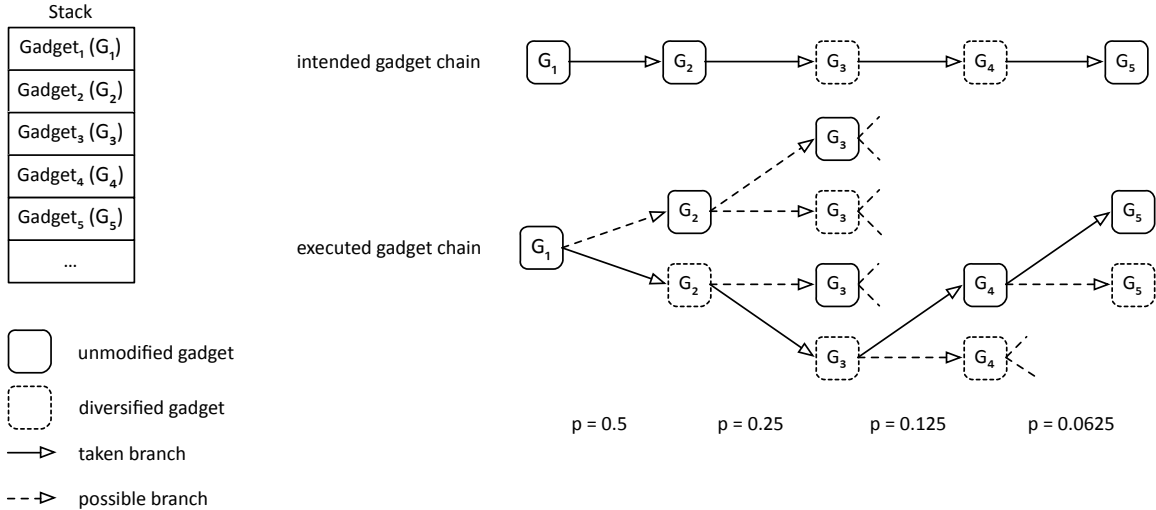 Stack
Gadget₁ (G₁)
Gadget₂ (G₂)
Gadget₃ (G₃)
Gadget₄ (G₄)
Gadget₅ (G₅)
...
unmodified gadget
diversified gadget
taken branch
possible branch
intended gadget chain
G₁ G₂ G₃ G₄ G₅
executed gadget chain
G₃
G₂ G₃ G₅
G₁
G₂ G₃ G₄ G₅
G₃ G₄
p = 0.5 p = 0.25 p = 0.125 p = 0.0625